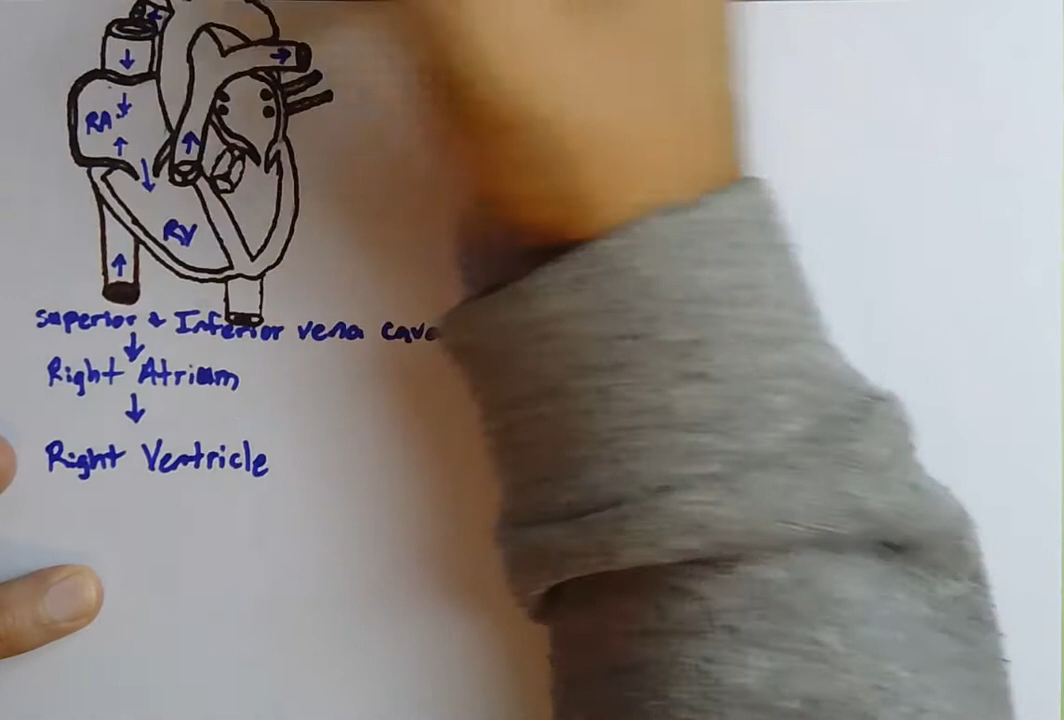 RA
RV
superior & Inferior vena cava
Right Atrium
Right Ventricle